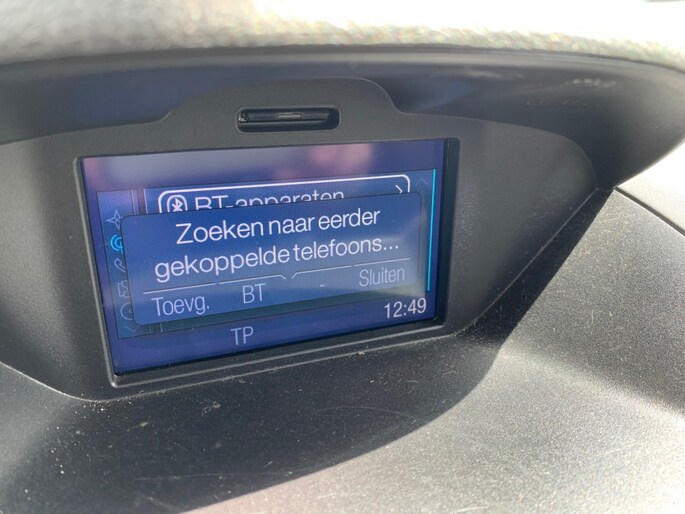 BT-apparaten
Zoeken naar eerder
gekoppelde telefoons...
Toevg. BT - Sluiten
TP 12:49